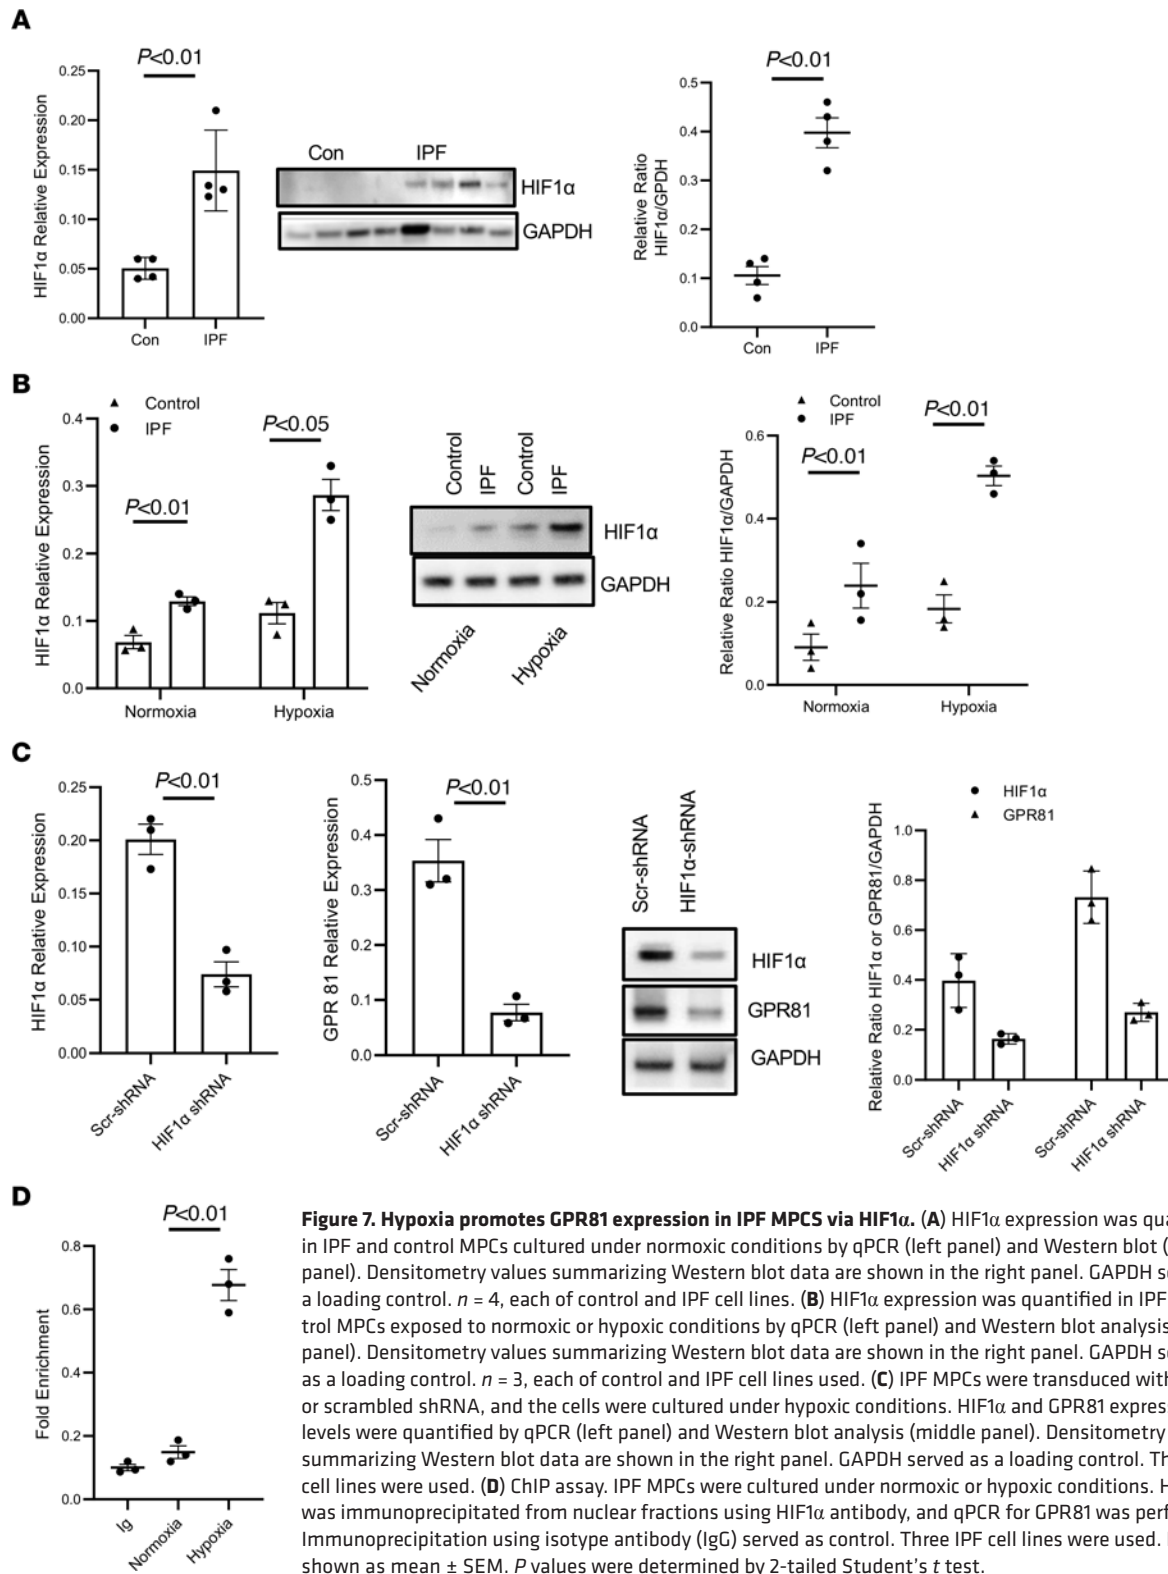 A
P<0.01
0.25
0.20
0.15
0.10
0.05
0.00
HIF1α Relative Expression
Con
IPF
Con IPF
HIF1α
GAPDH
P<0.01
0.5
0.4
0.3
0.2
0.1
0.0
Relative Ratio
HIF1α/GPDH
Con
IPF
B
Control
IPF
P<0.01
P<0.05
0.4
0.3
0.2
0.1
0.0
HIF1α Relative Expression
Normoxia
Hypoxia
Control
IPF
Control
IPF
HIF1α
GAPDH
Normoxia
Hypoxia
Control
IPF
P<0.01
P<0.01
0.6
0.4
0.2
0.0
Relative Ratio HIF1α/GAPDH
Normoxia
Hypoxia
C
P<0.01
0.25
0.20
0.15
0.10
0.05
0.00
HIF1α Relative Expression
Scr-shRNA
HIF1α shRNA
P<0.01
0.5
0.4
0.3
0.2
0.1
0.0
GPR 81 Relative Expression
Scr-shRNA
HIF1α shRNA
Scr-shRNA
HIF1α-shRNA
HIF1α
GPR81
GAPDH
HIF1α
GPR81
1.0
0.8
0.6
0.4
0.2
0.0
Relative Ratio HIF1α or GPR81/GAPDH
Scr-shRNA
HIF1α shRNA
Scr-shRNA
HIF1α shRNA
D
P<0.01
0.8
0.6
0.4
0.2
0.0
Fold Enrichment
Ig
Normoxia
Hypoxia
Figure 7. Hypoxia promotes GPR81 expression in IPF MPCS via HIF1α. (A) HIF1α expression was
in IPF and control MPCs cultured under normoxic conditions by qPCR (left panel) and Western blot
panel). Densitometry values summarizing Western blot data are shown in the right panel. GAPDH
a loading control. n = 4, each of control and IPF cell lines. (B) HIF1α expression was quantified in IPF
trol MPCs exposed to normoxic or hypoxic conditions by qPCR (left panel) and Western blot analysis
panel). Densitometry values summarizing Western blot data are shown in the right panel. GAPDH
as a loading control. n = 3, each of control and IPF cell lines used. (C) IPF MPCs were transduced with
or scrambled shRNA, and the cells were cultured under hypoxic conditions. HIF1α and GPR81
levels were quantified by qPCR (left panel) and Western blot analysis (middle panel). Densitometry
summarizing Western blot data are shown in the right panel. GAPDH served as a loading control.
cell lines were used. (D) ChIP assay. IPF MPCs were cultured under normoxic or hypoxic conditions.
was immunoprecipitated from nuclear fractions using HIF1α antibody, and qPCR for GPR81 was
Immunoprecipitation using isotype antibody (IgG) served as control. Three IPF cell lines were used.
shown as mean ± SEM. P values were determined by 2-tailed Student's t test.